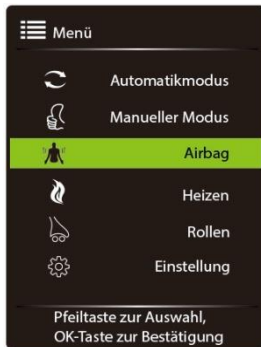 Menü
Automatikmodus
Manueller Modus
Airbag
Heizen
Rollen
Einstellung
Pfeiltaste zur Auswahl,
OK-Taste zur Bestätigung